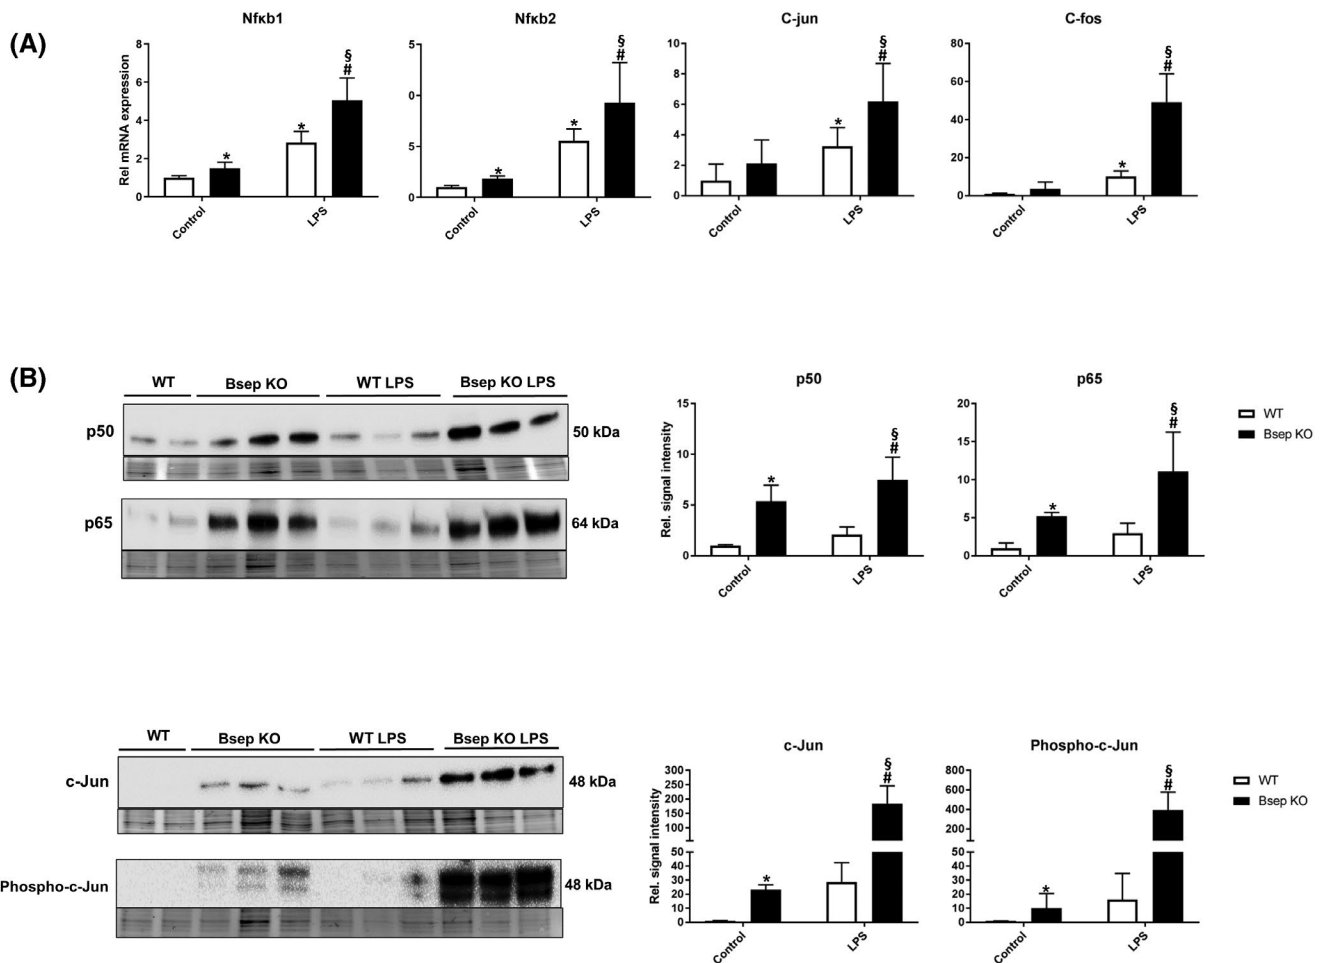 (A)
Nfκb1
Nfκb2
C-jun
C-fos
Rel mRNA expression
8
6
4
2
0
Control
LPS
*
*
§
#
5
0
5
0
Control
LPS
*
*
§
#
10
8
6
4
2
0
Control
LPS
*
§
#
80
60
40
20
0
Control
LPS
*
§
#
(B)
WT
Bsep KO
WT LPS
Bsep KO LPS
p50
50 kDa
p65
64 kDa
p50
Rel. signal intensity
15
10
5
0
Control
LPS
*
§
#
p65
20
15
10
5
0
Control
LPS
*
§
#
WT
Bsep KO
WT
Bsep KO
WT LPS
Bsep KO LPS
c-Jun
48 kDa
Phospho-c-Jun
48 kDa
c-Jun
Rel. signal intensity
300
250
200
150
100
50
40
30
20
10
0
Control
LPS
*
§
#
Phospho-c-Jun
800
600
400
200
50
40
30
20
10
0
Control
LPS
*
§
#
WT
Bsep KO